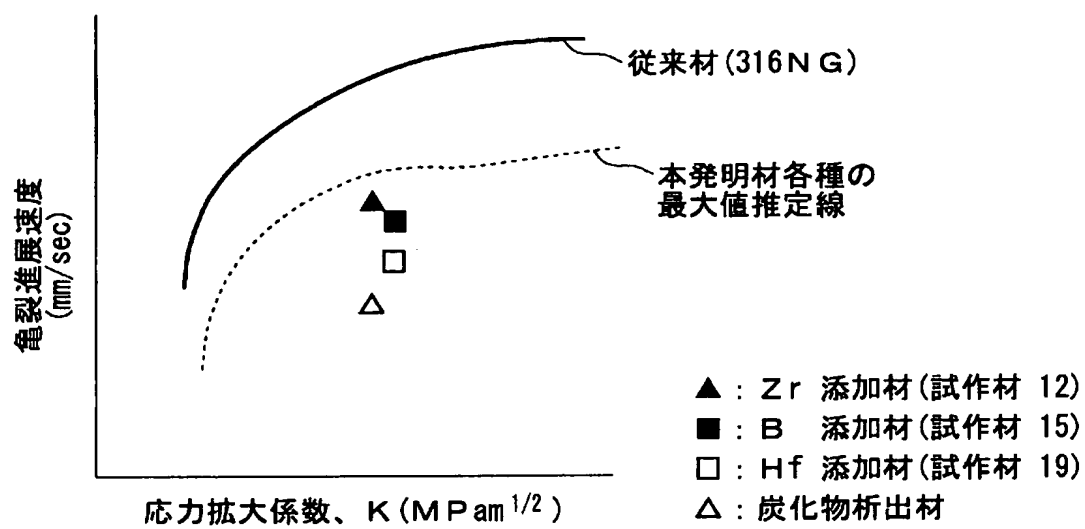 従来材(316NG)
本発明材各種の
最大値推定線
亀裂進展速度
(mm/sec)
▲ : Zr 添加材(試作材 12)
■ : B 添加材(試作材 15)
□ : Hf 添加材(試作材 19)
△ : 炭化物析出材
応力拡大係数、K(MPam1/2)